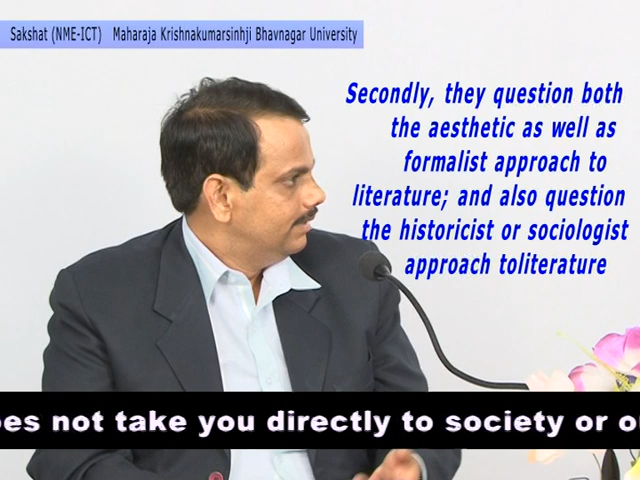 Sakshat (NME-ICT) Maharaja Krishnakumarsinhji Bhavnagar University
Secondly, they question both
the aesthetic as well as
formalist approach to
literature; and also question
the historicist or sociologist
approach toliterature
does not take you directly to society or